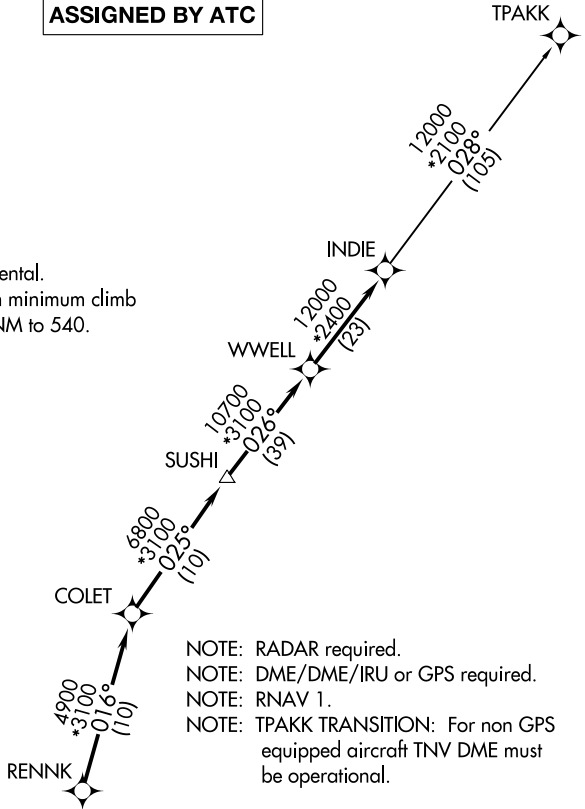 ASSIGNED BY ATC
TPAKK
12000
*2100
028°
(105)
INDIE
ental.
n minimum climb
NM to 540.
12000
*2400
(23)
WWELL
10700
*3100
026°
(39)
SUSHI
6800
*3100
025°
(10)
COLET
4900
*3100
016°
(10)
RENNK
NOTE: RADAR required.
NOTE: DME/DME/IRU or GPS required.
NOTE: RNAV 1.
NOTE: TPAKK TRANSITION: For non GPS
equipped aircraft TNV DME must
be operational.